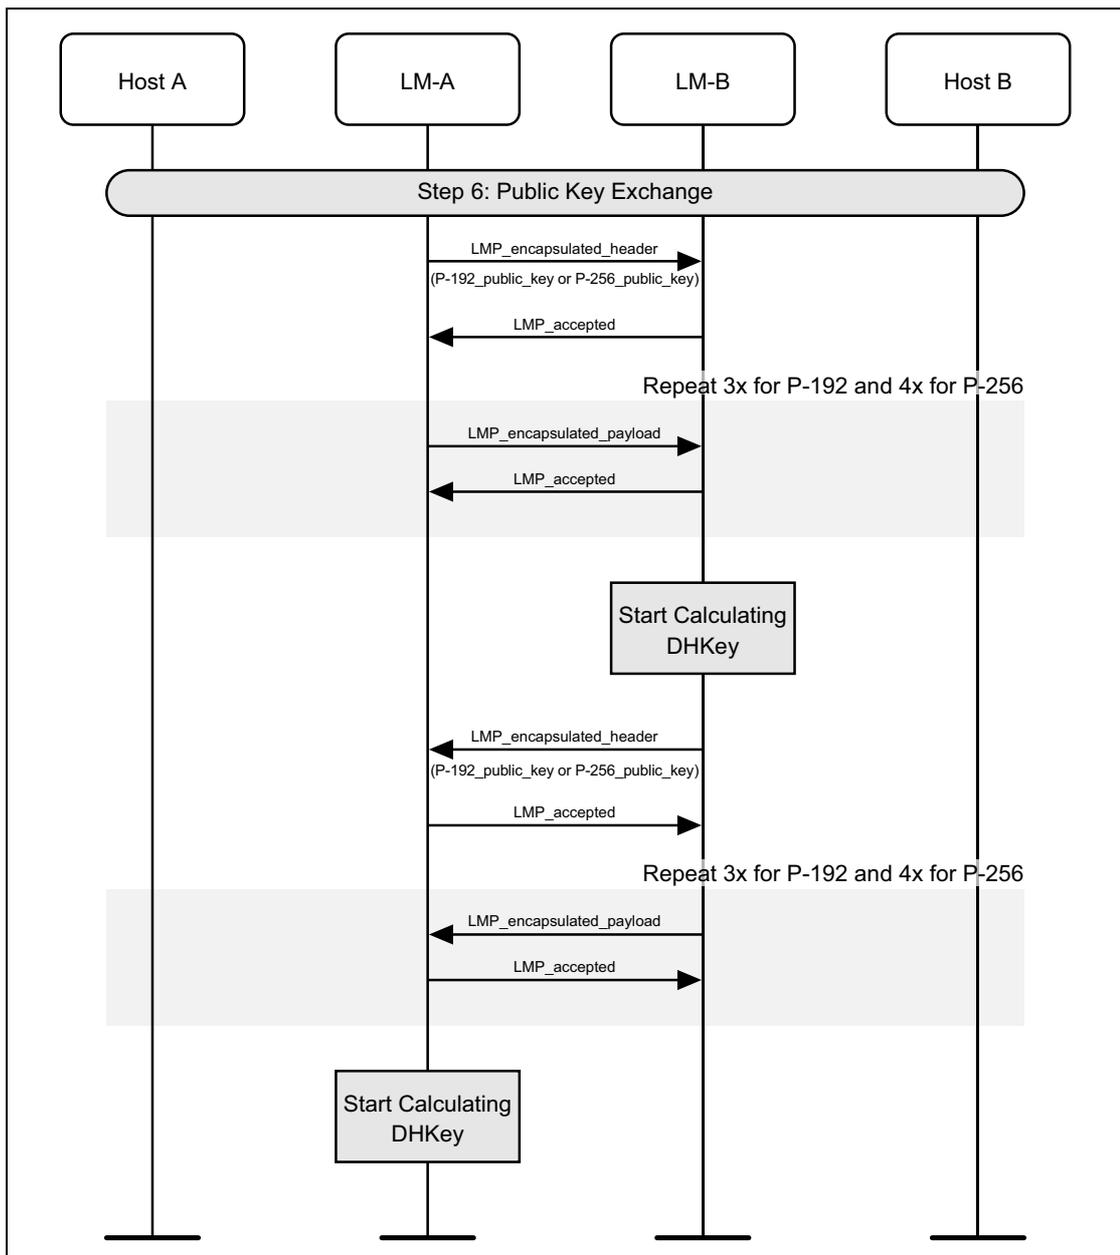 Host A
LM-A
LM-B
Host B
Step 6: Public Key Exchange
LMP_encapsulated_header
(P-192_public_key or P-256_public_key)
LMP_accepted
Repeat 3x for P-192 and 4x for P-256
LMP_encapsulated_payload
LMP_accepted
Start Calculating
DHKey
LMP_encapsulated_header
(P-192_public_key or P-256_public_key)
LMP_accepted
Repeat 3x for P-192 and 4x for P-256
LMP_encapsulated_payload
LMP_accepted
Start Calculating
DHKey